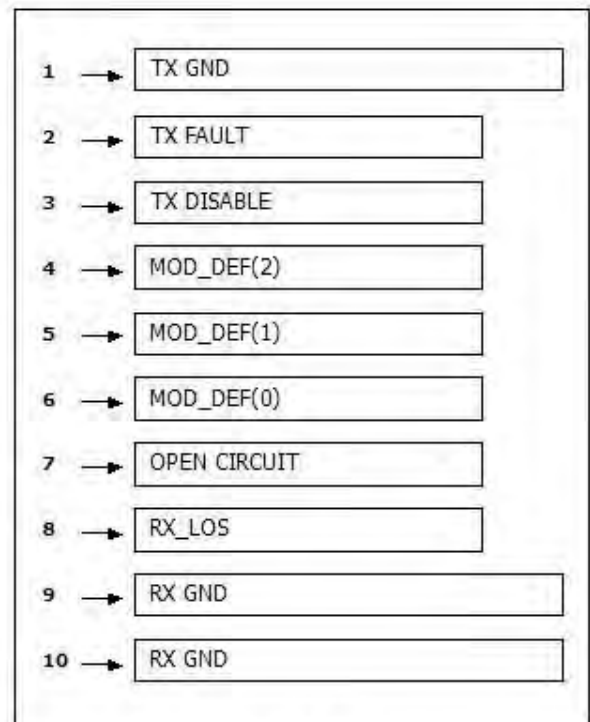 1 TX GND
2 TX FAULT
3 TX DISABLE
4 MOD_DEF(2)
5 MOD_DEF(1)
6 MOD_DEF(0)
7 OPEN CIRCUIT
8 RX_LOS
9 RX GND
10 RX GND